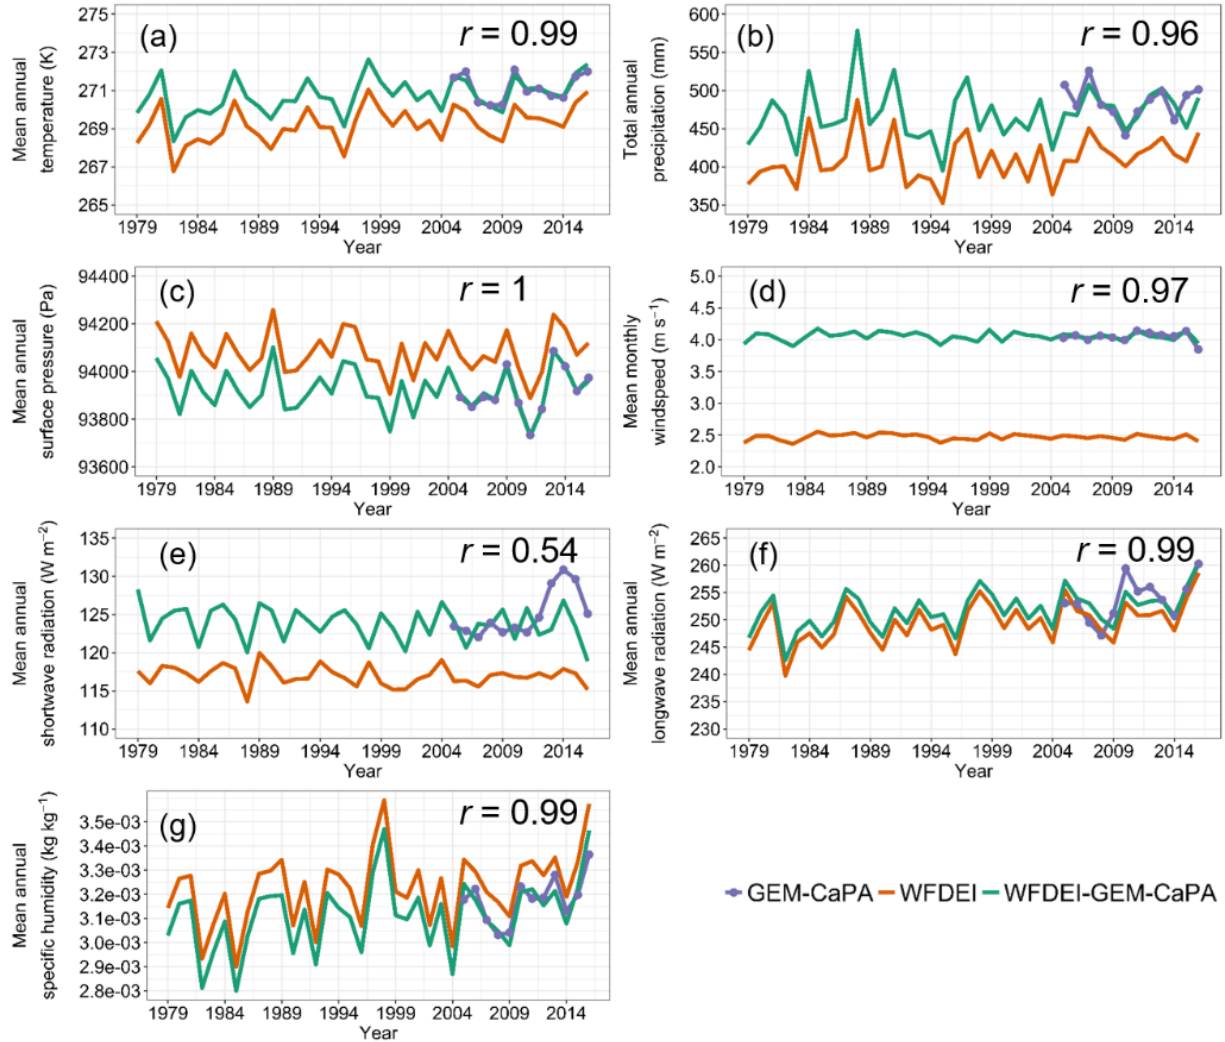 Mean annual
temperature (K)
275
273
271
269
267
265
(a)
r = 0.99
1979 1984 1989 1994 1999 2004 2009 2014
Year
Total annual
precipitation (mm)
600
550
500
450
400
350
(b)
r = 0.96
1979 1984 1989 1994 1999 2004 2009 2014
Year
Mean annual
surface pressure (Pa)
94400
94200
94000
93800
93600
(c)
r = 1
1979 1984 1989 1994 1999 2004 2009 2014
Year
Mean monthly
windspeed (m s⁻¹)
5.0
4.5
4.0
3.5
3.0
2.5
2.0
(d)
r = 0.97
1979 1984 1989 1994 1999 2004 2009 2014
Year
Mean annual
shortwave radiation (W m⁻²)
135
130
125
120
115
110
(e)
r = 0.54
1979 1984 1989 1994 1999 2004 2009 2014
Year
Mean annual
longwave radiation (W m⁻²)
265
260
255
250
245
240
235
230
(f)
r = 0.99
1979 1984 1989 1994 1999 2004 2009 2014
Year
Mean annual
specific humidity (kg kg⁻¹)
3.5e-03
3.4e-03
3.3e-03
3.2e-03
3.1e-03
3.0e-03
2.9e-03
2.8e-03
(g)
r = 0.99
1979 1984 1989 1994 1999 2004 2009 2014
Year
GEM-CaPA WFDEI WFDEI-GEM-CaPA